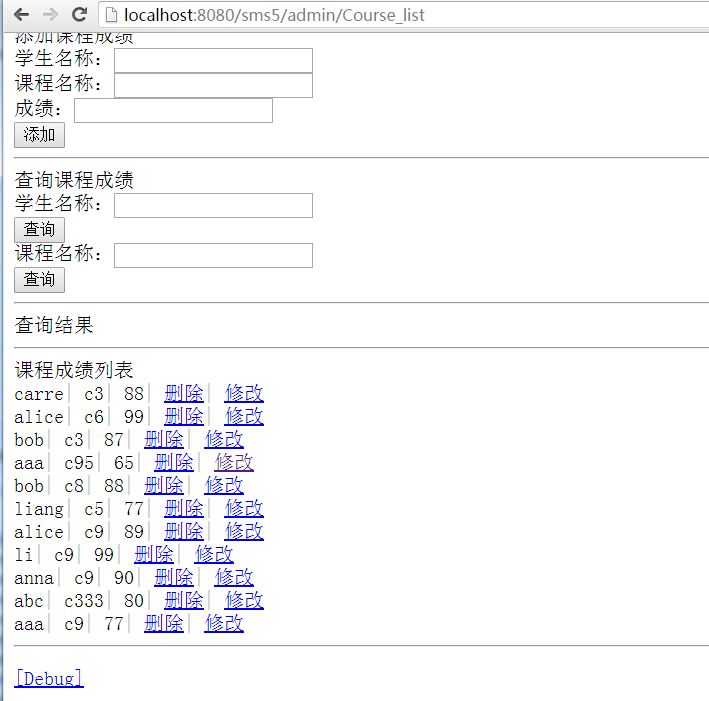 localhost:8080/sms5/admin/Course_list
添加课程成绩
学生名称：
课程名称：
成绩：
添加
查询课程成绩
学生名称：
查询
课程名称：
查询
查询结果
课程成绩列表
carre| c3| 88| 删除| 修改
alice| c6| 99| 删除| 修改
bob| c3| 87| 删除| 修改
aaa| c95| 65| 删除| 修改
bob| c8| 88| 删除| 修改
liang| c5| 77| 删除| 修改
alice| c9| 89| 删除| 修改
li| c9| 99| 删除| 修改
anna| c9| 90| 删除| 修改
abc| c333| 80| 删除| 修改
aaa| c9| 77| 删除| 修改
[Debug]